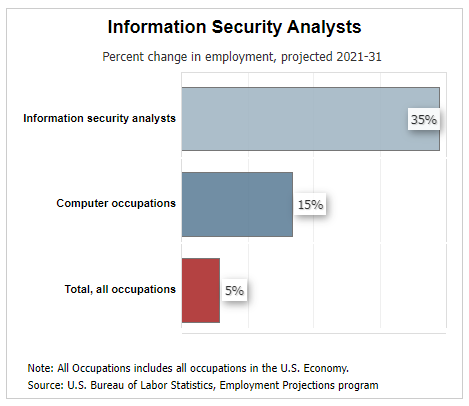 Information Security Analysts
Percent change in employment, projected 2021-31
Information security analysts
35%
Computer occupations
15%
Total, all occupations
5%
Note: All Occupations includes all occupations in the U.S. Economy.
Source: U.S. Bureau of Labor Statistics, Employment Projections program